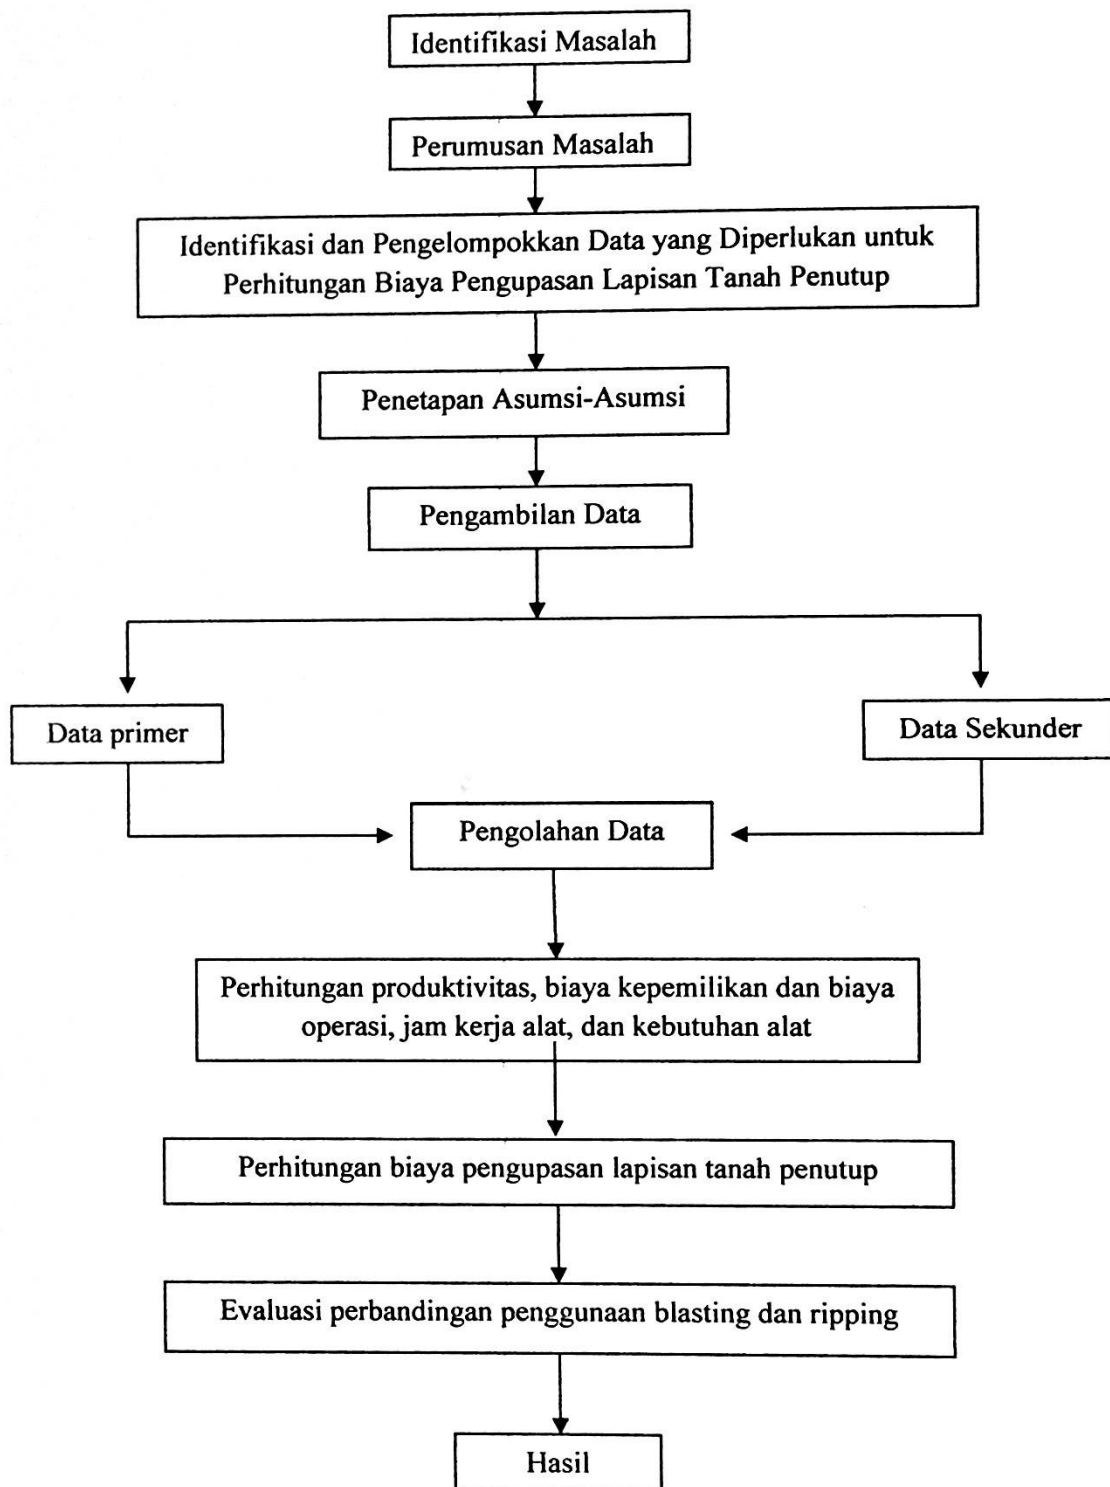 Identifikasi Masalah
Perumusan Masalah
Identifikasi dan Pengelompokkan Data yang Diperlukan untuk
Perhitungan Biaya Pengupasan Lapisan Tanah Penutup
Penetapan Asumsi-Asumsi
Pengambilan Data
Data primer
Data Sekunder
Pengolahan Data
Perhitungan produktivitas, biaya kepemilikan dan biaya
operasi, jam kerja alat, dan kebutuhan alat
Perhitungan biaya pengupasan lapisan tanah penutup
Evaluasi perbandingan penggunaan blasting dan ripping
Hasil